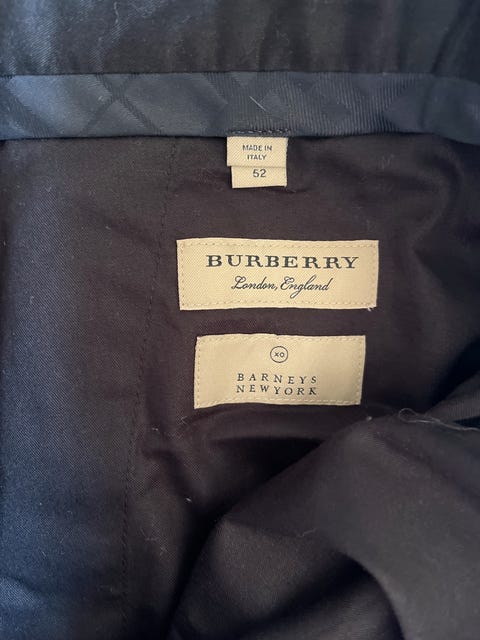 MADE IN
ITALY
52
BURBERRY
London, England
XO
BARNEYS
NEWYORK